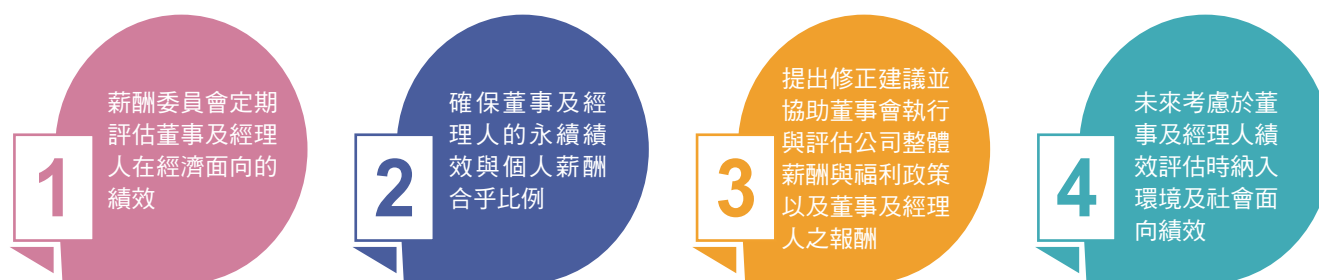 1
薪酬委員會定期
評估董事及經理
人在經濟面向的
績效
2
確保董事及經
理人的永續績
效與個人薪酬
合乎比例
3
提出修正建議並
協助董事會執行
與評估公司整體
薪酬與福利政策
以及董事及經理
人之報酬
4
未來考慮於董
事及經理人績
效評估時納入
環境及社會面
向績效